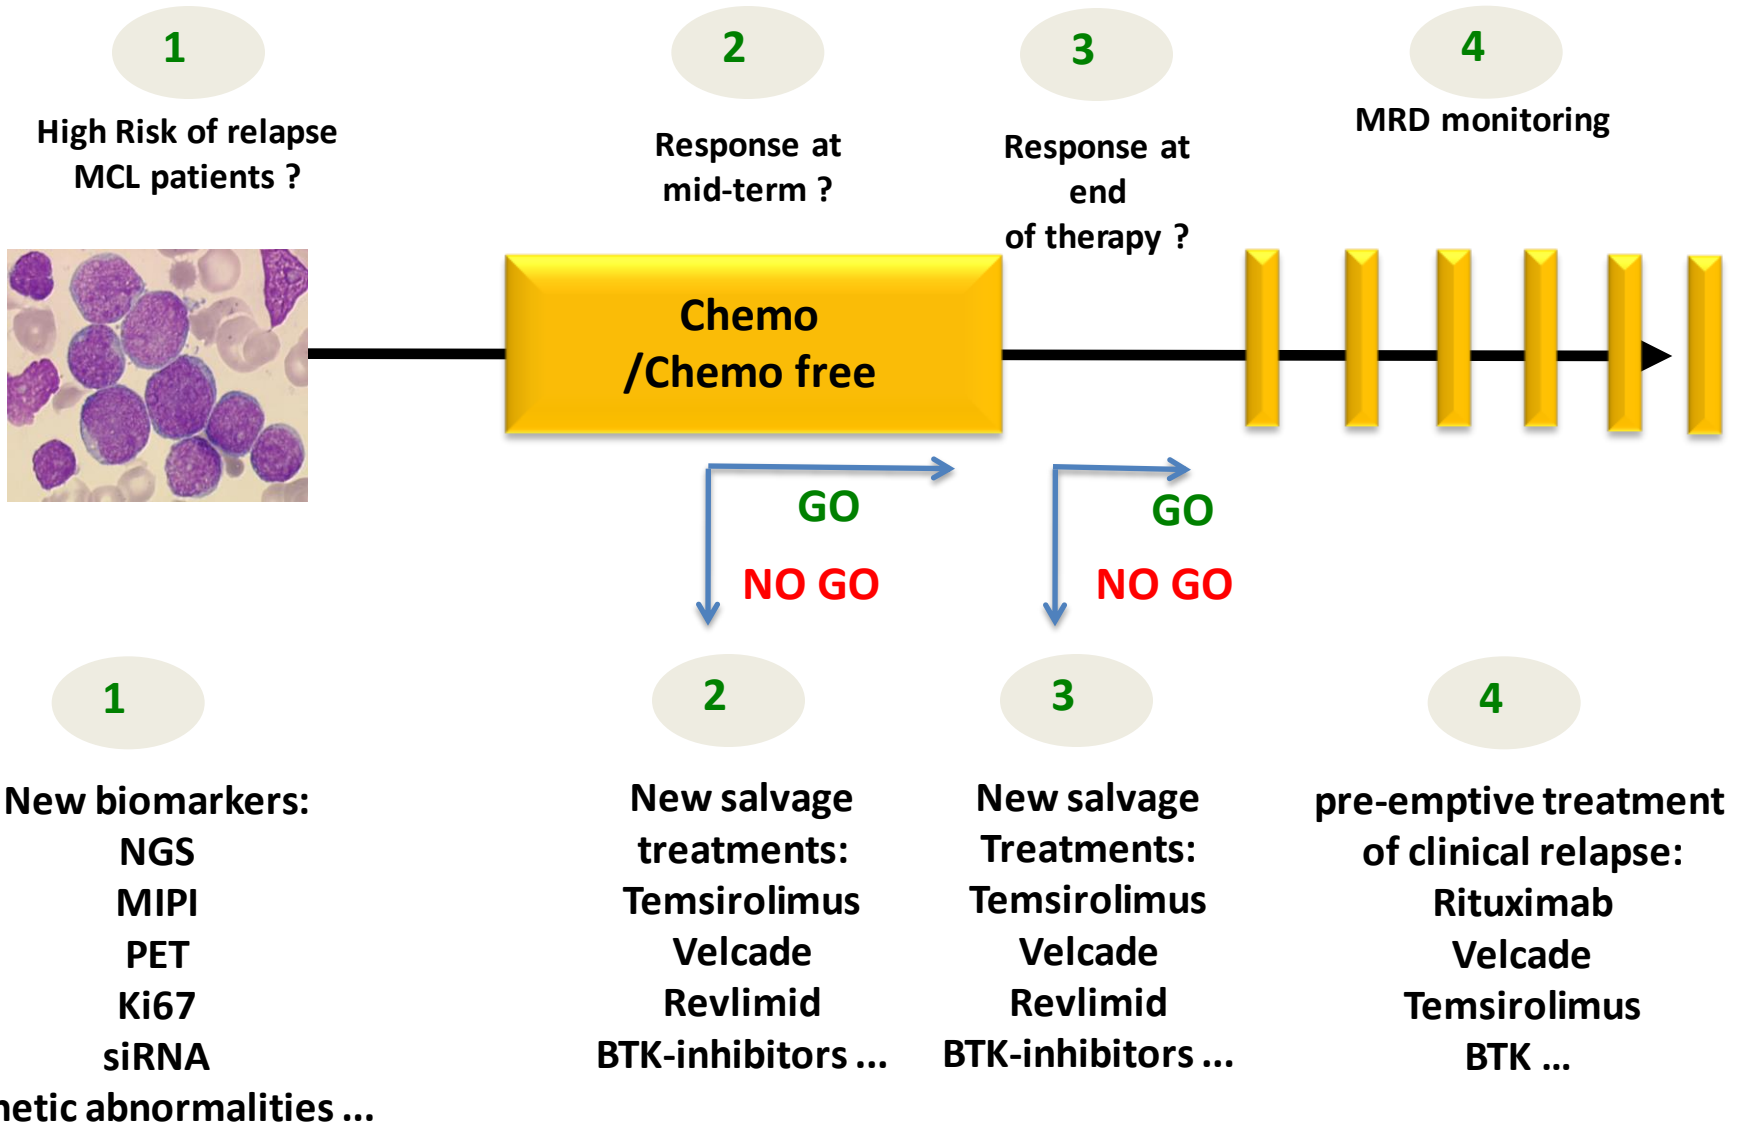 1
High Risk of relapse
MCL patients ?
2
Response at
mid-term ?
3
Response at
end
of therapy ?
4
MRD monitoring
Chemo
/Chemo free
GO
NO GO
GO
NO GO
1
New biomarkers:
NGS
MIPI
PET
Ki67
siRNA
abnormalities ...
2
New salvage
treatments:
Temsirolimus
Velcade
Revlimid
BTK-inhibitors ...
3
New salvage
Treatments:
Temsirolimus
Velcade
Revlimid
BTK-inhibitors ...
4
pre-emptive treatment
of clinical relapse:
Rituximab
Velcade
Temsirolimus
BTK ...